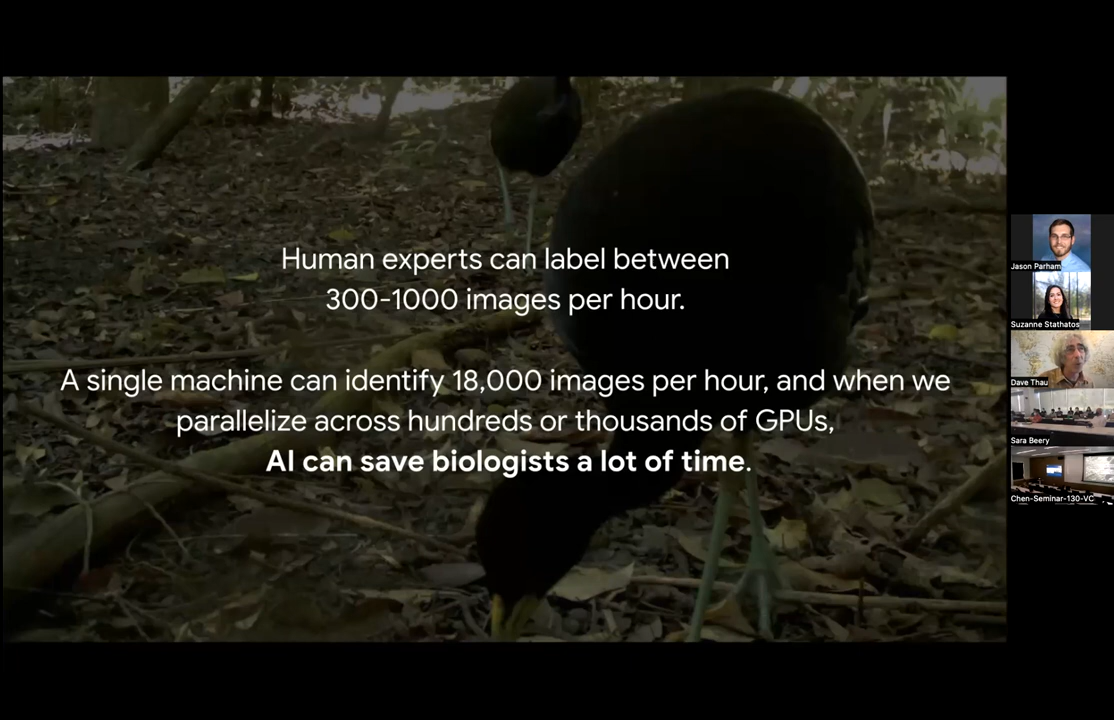 Human experts can label between
300-1000 images per hour.
A single machine can identify 18,000 images per hour, and when we
parallelize across hundreds or thousands of GPUs,
AI can save biologists a lot of time.
Jason Parham
Suzanne Stathatos
Dave Thau
Sara Beery
Chen-Seminar-130-VC